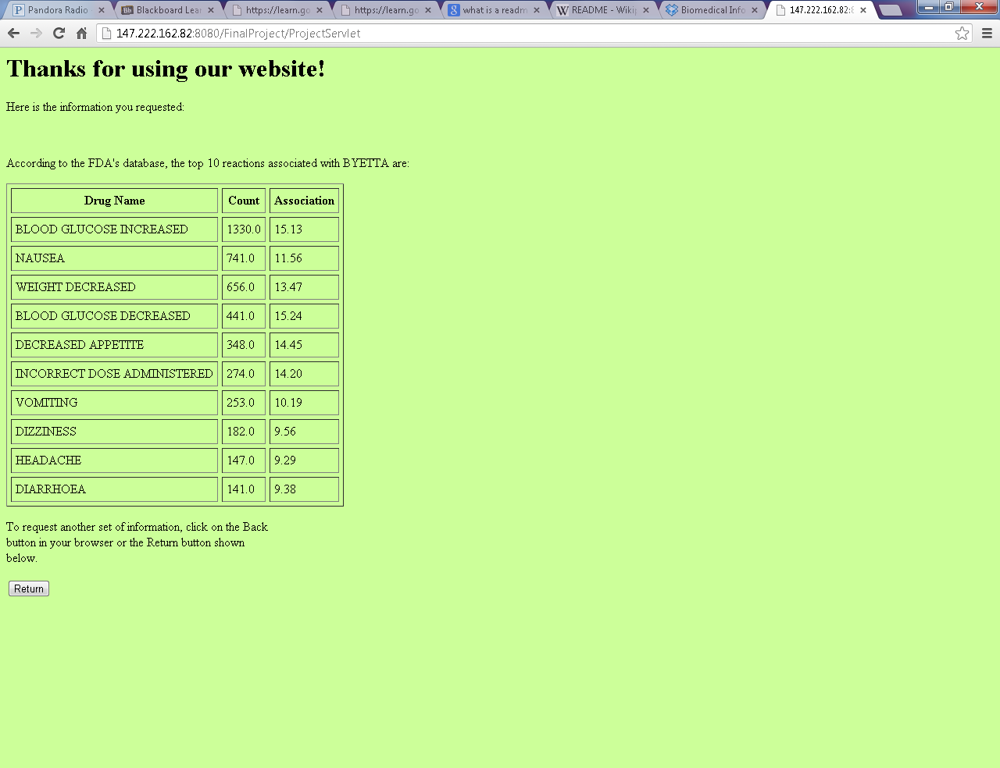 Pandora Radio
Blackboard Lea
https://learn.go
https://learn.go
what is a readm
README - Wikip
Biomedical Info
147.222.162.82:8
147.222.162.82:8080/FinalProject/ProjectServlet
Thanks for using our website!
Here is the information you requested:
According to the FDA's database, the top 10 reactions associated with BYETTA are:
Drug Name Count Association
BLOOD GLUCOSE INCREASED 1330.0 15.13
NAUSEA 741.0 11.56
WEIGHT DECREASED 656.0 13.47
BLOOD GLUCOSE DECREASED 441.0 15.24
DECREASED APPETITE 348.0 14.45
INCORRECT DOSE ADMINISTERED 274.0 14.20
VOMITING 253.0 10.19
DIZZINESS 182.0 9.56
HEADACHE 147.0 9.29
DIARRHOEA 141.0 9.38
To request another set of information, click on the Back
button in your browser or the Return button shown
below.
Return